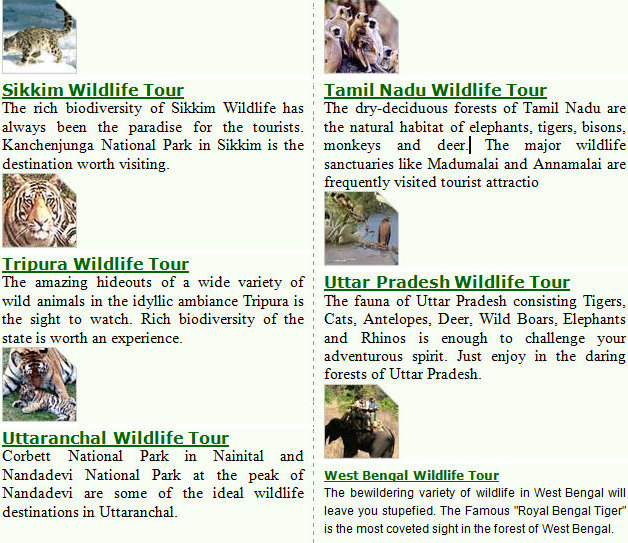 Sikkim Wildlife Tour
The rich biodiversity of Sikkim Wildlife has
always been the paradise for the tourists.
Kanchenjunga National Park in Sikkim is the
destination worth visiting.
Tripura Wildlife Tour
The amazing hideouts of a wide variety of
wild animals in the idyllic ambiance Tripura is
the sight to watch. Rich biodiversity of the
state is worth an experience.
Uttaranchal Wildlife Tour
Corbett National Park in Nainital and
Nandadevi National Park at the peak of
Nandadevi are some of the ideal wildlife
destinations in Uttaranchal.
Tamil Nadu Wildlife Tour
The dry-deciduous forests of Tamil Nadu are
the natural habitat of elephants, tigers, bisons,
monkeys and deer. The major wildlife
sanctuaries like Madumalai and Annamalai are
frequently visited tourist attractio
Uttar Pradesh Wildlife Tour
The fauna of Uttar Pradesh consisting Tigers,
Cats, Antelopes, Deer, Wild Boars, Elephants
and Rhinos is enough to challenge your
adventurous spirit. Just enjoy in the daring
forests of Uttar Pradesh.
West Bengal Wildlife Tour
The bewildering variety of wildlife in West Bengal will
leave you stupefied. The Famous "Royal Bengal Tiger"
is the most coveted sight in the forest of West Bengal.